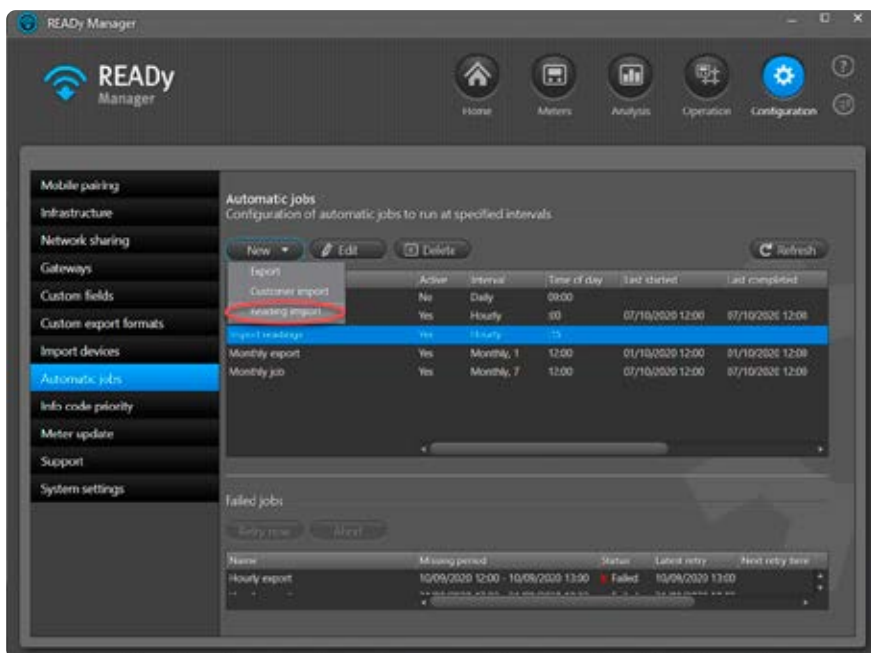 READy Manager
READy
Manager
Home Meters Analysis Operation Configuration
Mobile pairing
Infrastructure
Network sharing
Gateways
Custom fields
Custom export formats
Import devices
Automatic jobs
Info code priority
Meter update
Support
System settings
Automatic jobs
Configuration of automatic jobs to run at specified intervals
New Edit Delete Refresh
Export
Customer import
Reading import
Active Interval Time of day Last started Last completed
No Daily 00:00
Yes Hourly :00 07/10/2020 12:00 07/10/2020 12:00
Import readings Yes Hourly :15
Monthly export Yes Monthly, 1 12:00 01/10/2020 12:00 01/10/2020 12:00
Monthly job Yes Monthly, 7 12:00 07/10/2020 12:00 07/10/2020 12:00
Failed jobs
Retry now Abort
Name Missing period Status Latest retry Next retry time
Hourly export 10/09/2020 12:00 - 10/09/2020 13:00 Failed 10/09/2020 13:00